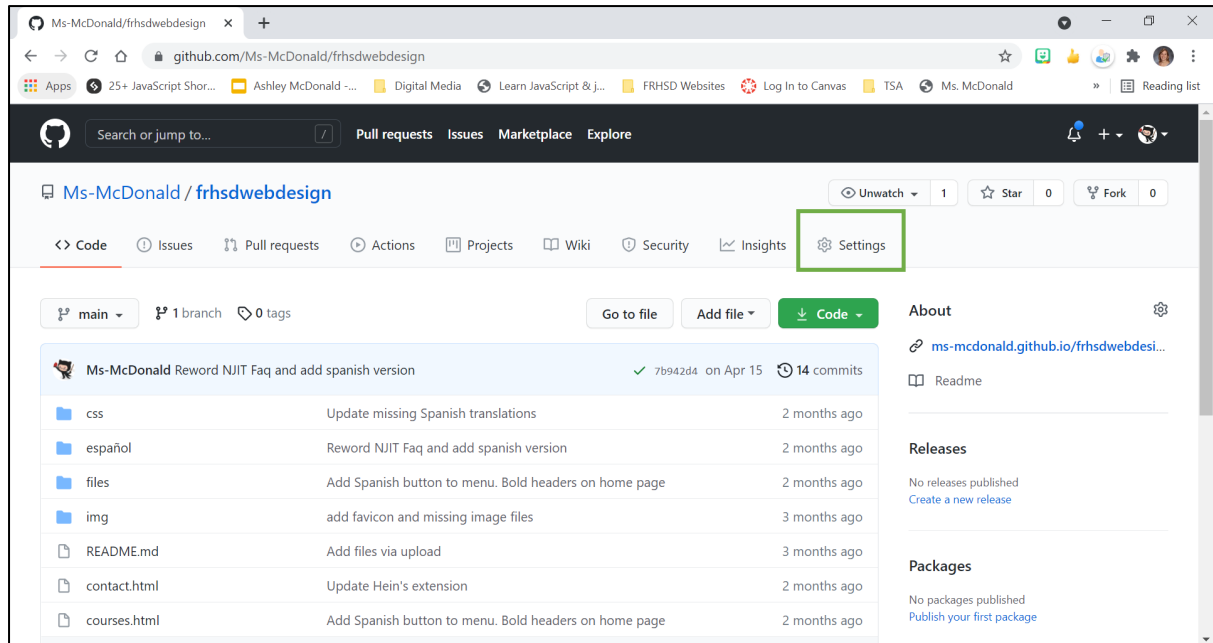 Ms-McDonald/frhsdwebdesign
github.com/Ms-McDonald/frhsdwebdesign
Apps 25+ JavaScript Shor... Ashley McDonald -... Digital Media Learn JavaScript & j... FRHSD Websites Log In to Canvas TSA Ms. McDonald » Reading list
Search or jump to... / Pull requests Issues Marketplace Explore
Ms-McDonald / frhsdwebdesign Unwatch 1 Star 0 Fork 0
Code Issues Pull requests Actions Projects Wiki Security Insights Settings
main 1 branch 0 tags Go to file Add file Code
Ms-McDonald Reword NJIT Faq and add spanish version 7b942d4 on Apr 15 14 commits
css Update missing Spanish translations 2 months ago
español Reword NJIT Faq and add spanish version 2 months ago
files Add Spanish button to menu. Bold headers on home page 2 months ago
img add favicon and missing image files 3 months ago
README.md Add files via upload 3 months ago
contact.html Update Hein's extension 2 months ago
courses.html Add Spanish button to menu. Bold headers on home page 2 months ago
About
ms-mcdonald.github.io/frhsdwebdesi...
Readme
Releases
No releases published
Create a new release
Packages
No packages published
Publish your first package